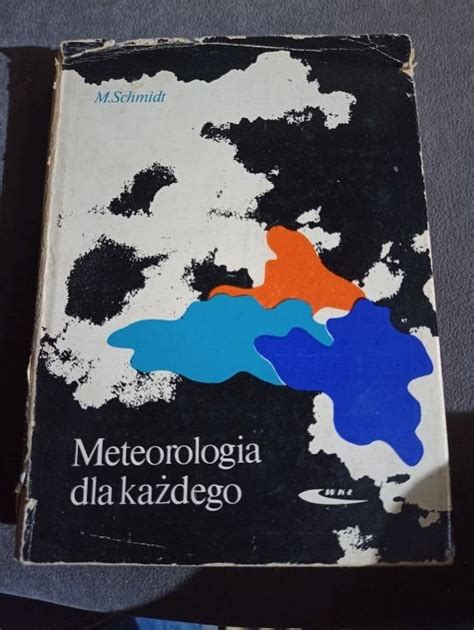 M.Schmidt
Meteorologia
dla każdego
WKŁ